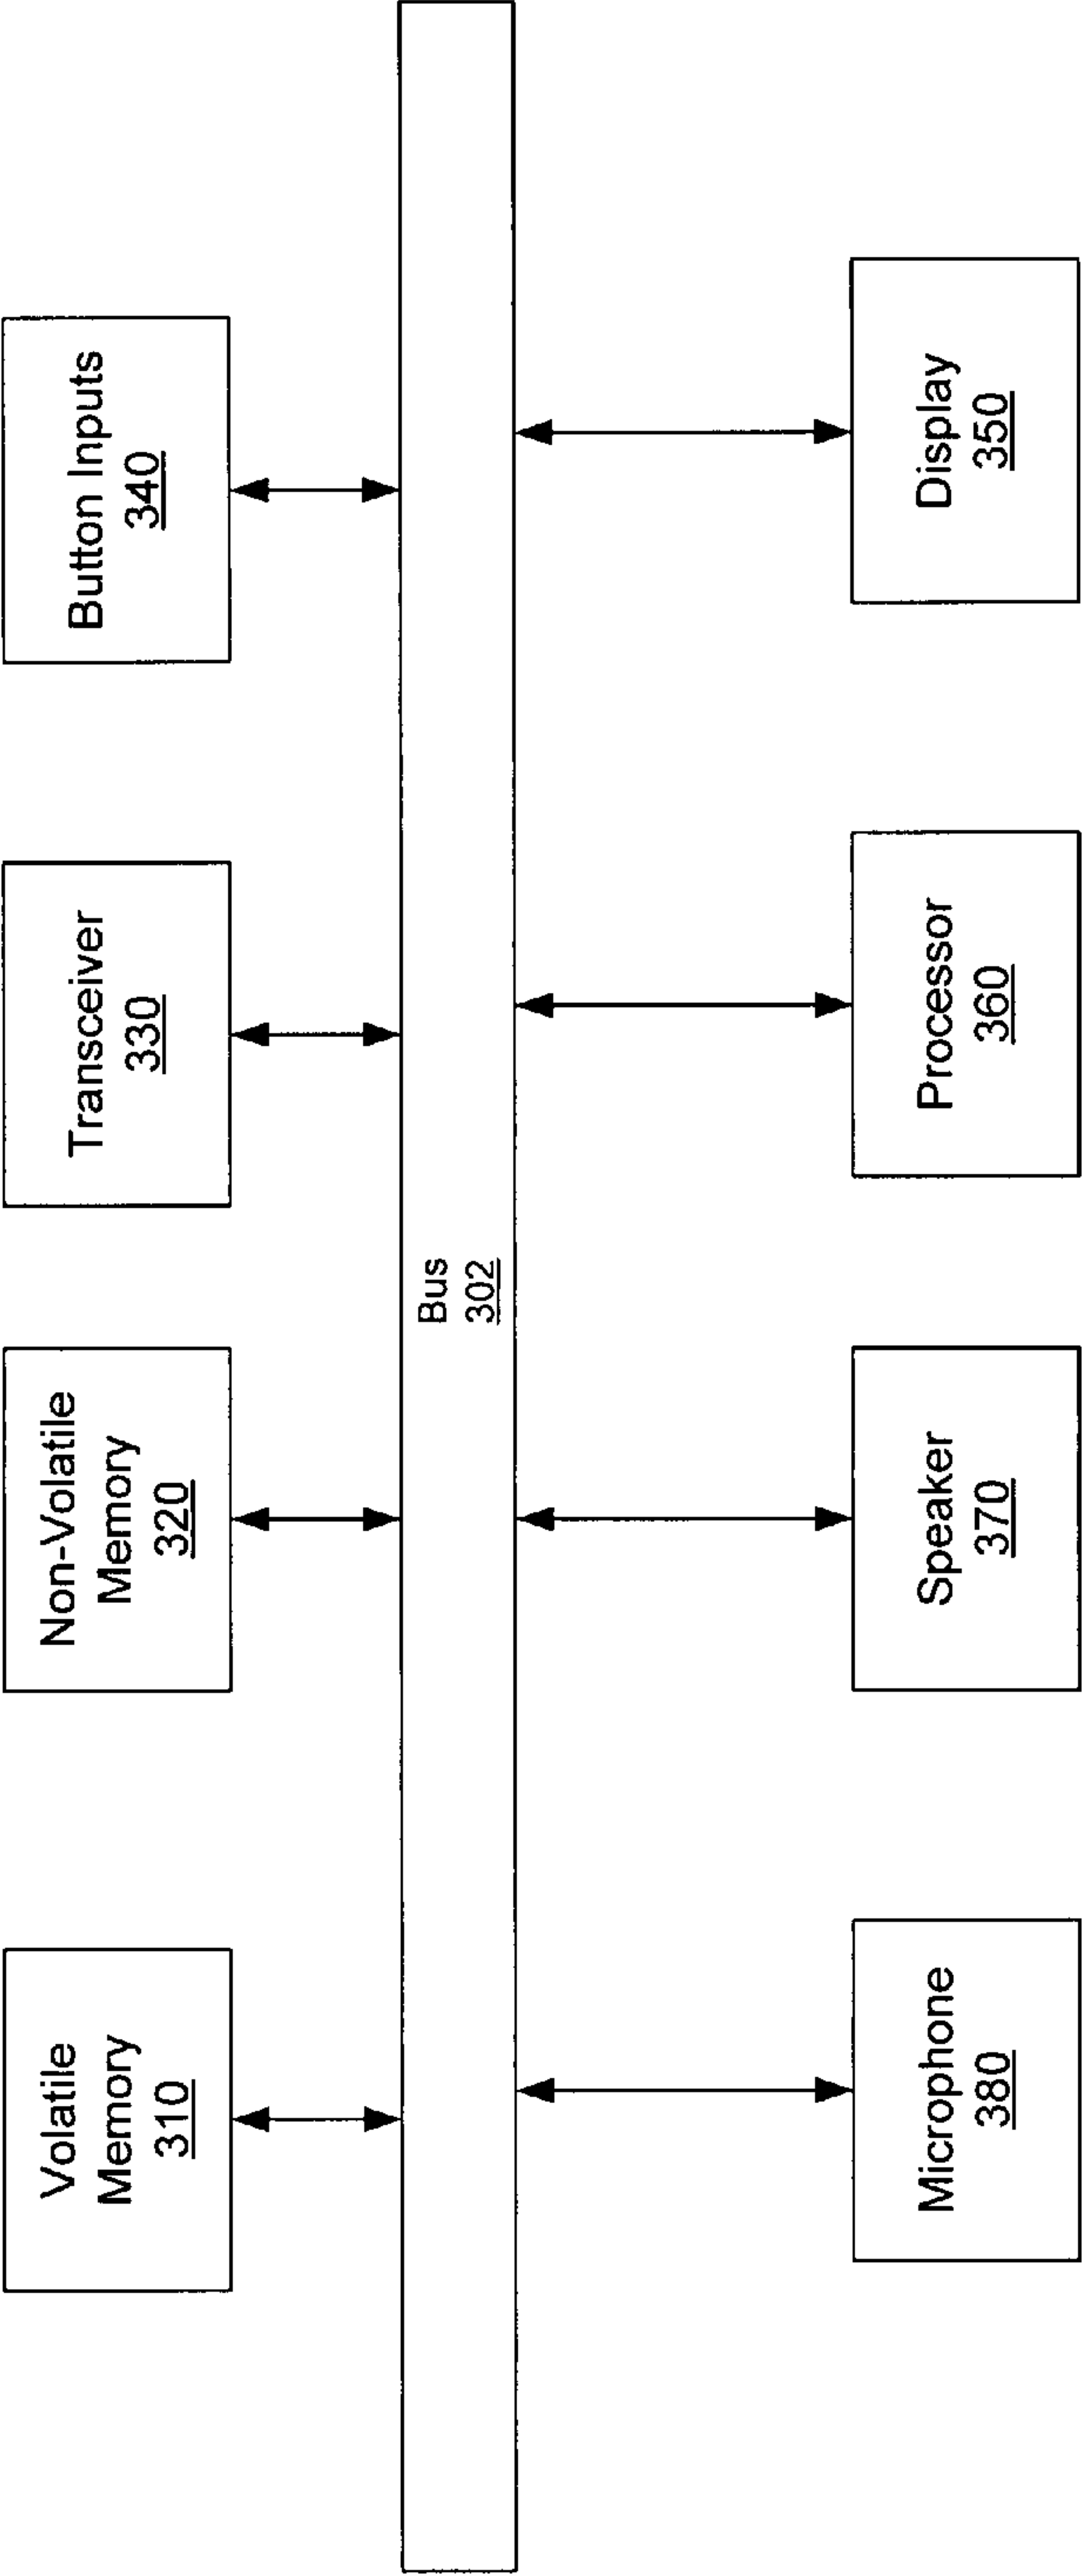 Volatile
Memory
310
Non-Volatile
Memory
320
Transceiver
330
Button Inputs
340
Bus
302
Microphone
380
Speaker
370
Processor
360
Display
350